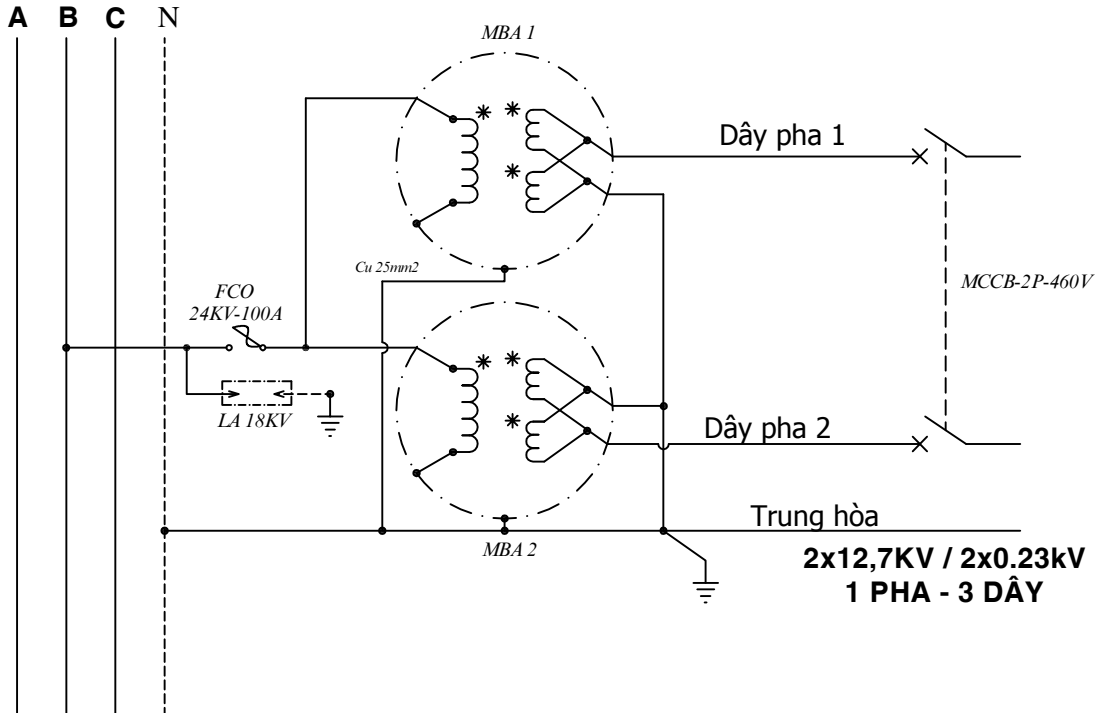 A B C N
MBA 1
Dây pha 1
Cu 25mm2
MCCB-2P-460V
FCO
24KV-100A
LA 18KV
Dây pha 2
Trung hòa
MBA 2
2x12,7KV / 2x0.23kV
1 PHA - 3 DÂY